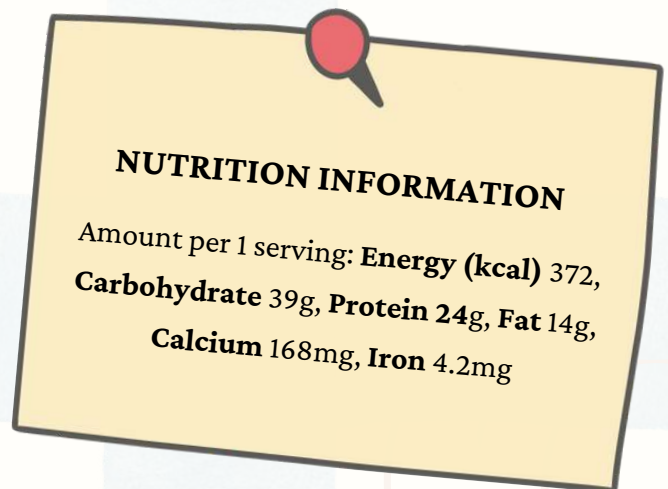 NUTRITION INFORMATION
Amount per 1 serving: Energy (kcal) 372,
Carbohydrate 39g, Protein 24g, Fat 14g,
Calcium 168mg, Iron 4.2mg